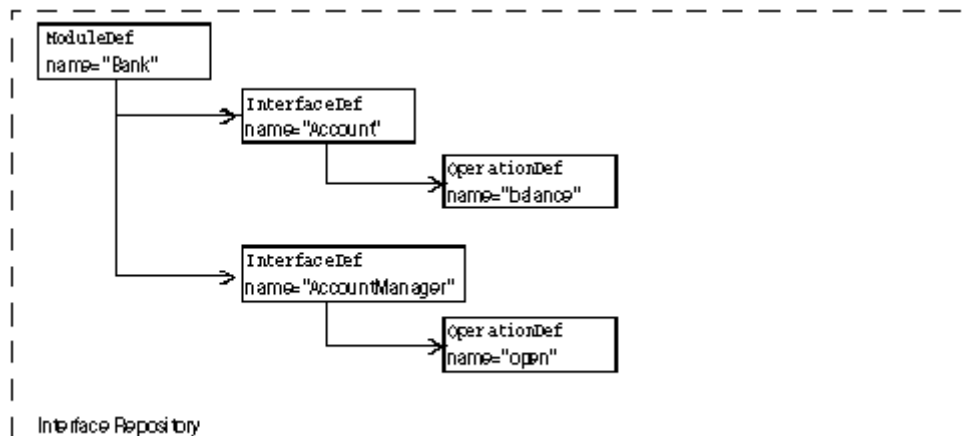 ModuleDef
name="Bank"
InterfaceDef
name="Account"
OperationDef
name="balance"
InterfaceDef
name="AccountManager"
OperationDef
name="open"
Interface Repository